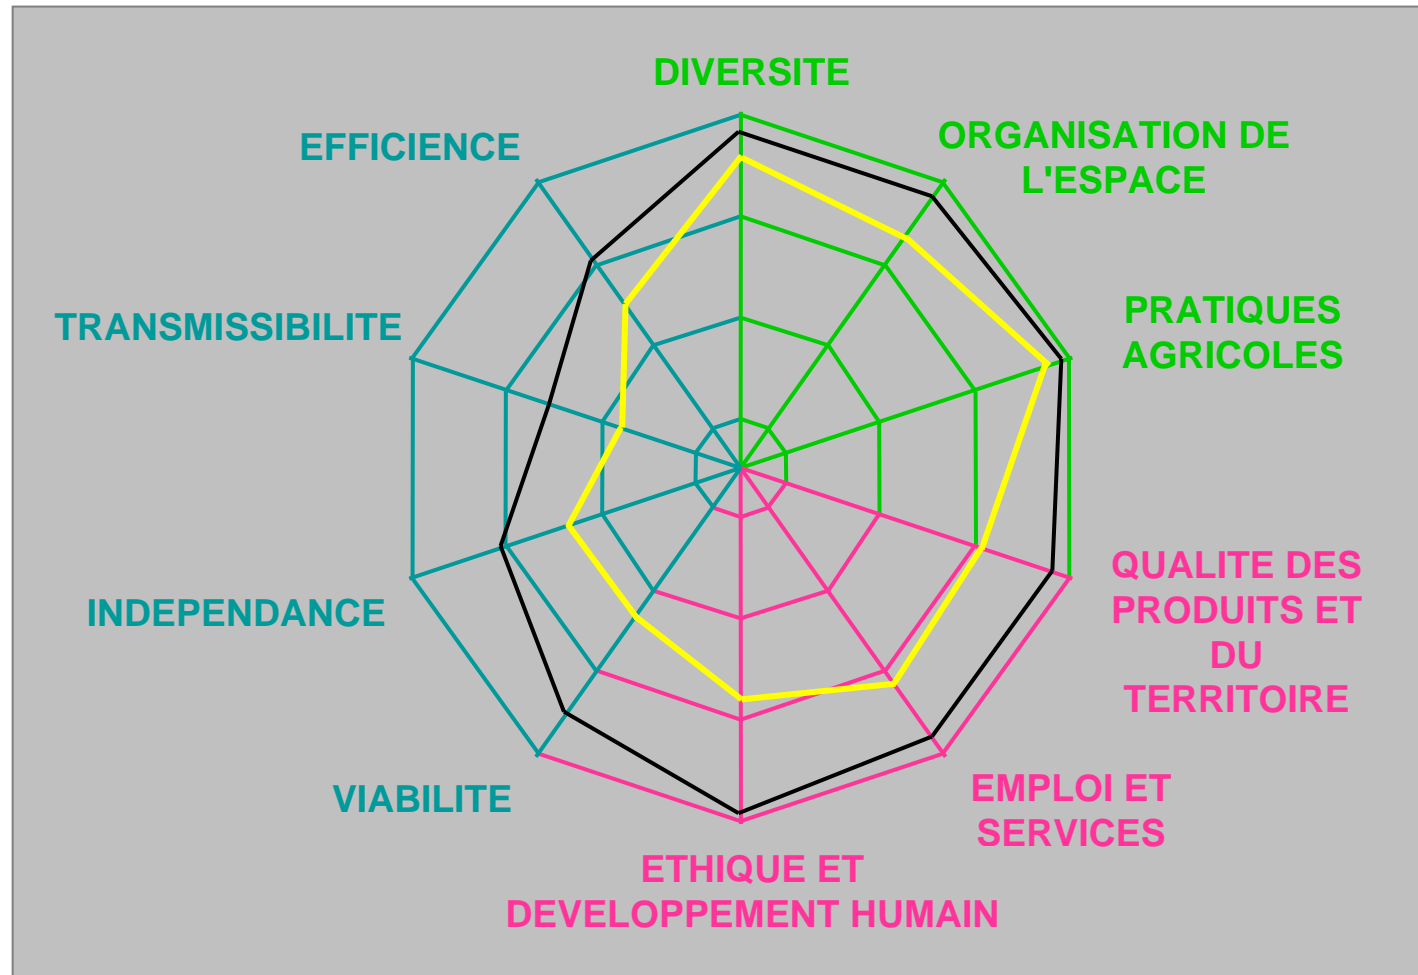 DIVERSITE
ORGANISATION DE
L'ESPACE
PRATIQUES
AGRICOLES
QUALITE DES
PRODUITS ET
DU
TERRITOIRE
EMPLOI ET
SERVICES
ETHIQUE ET
DEVELOPPEMENT HUMAIN
VIABILITE
INDEPENDANCE
TRANSMISSIBILITE
EFFICIENCE